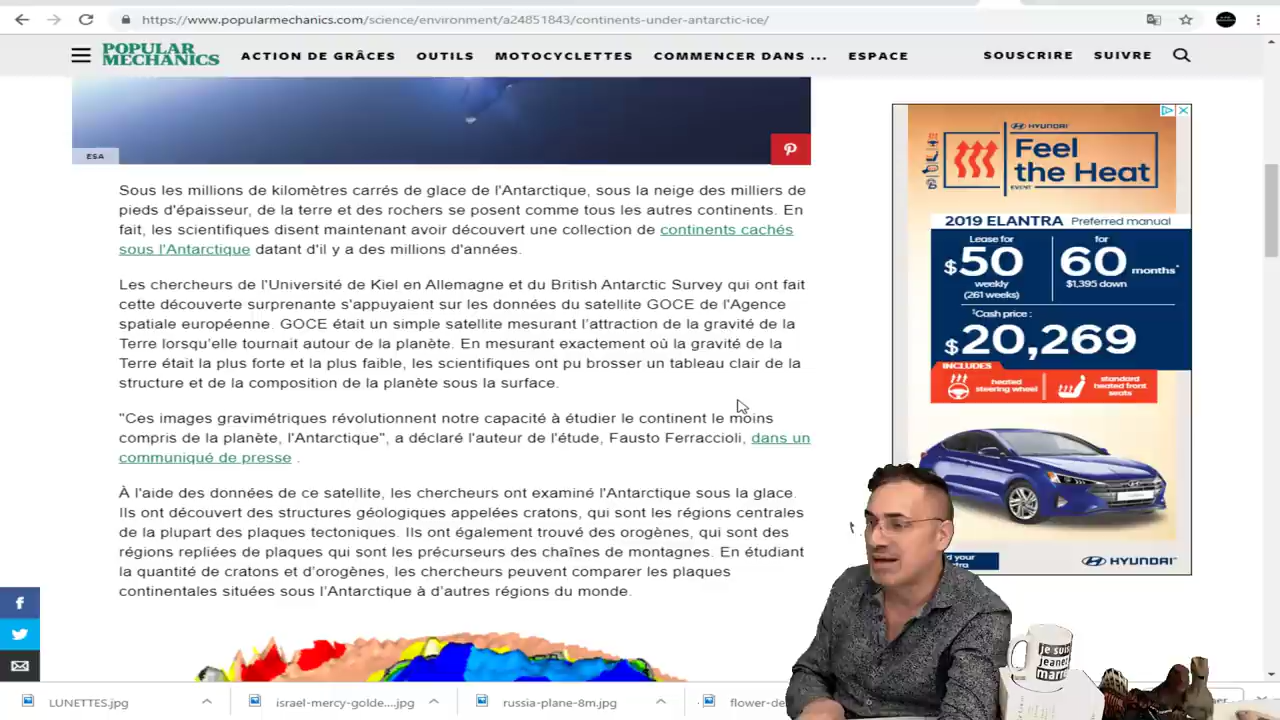 https://www.popularmechanics.com/science/environment/a24851843/continents-under-antarctic-ice/
POPULAR
MECHANICS
ACTION DE GRÂCES OUTILS MOTOCYCLETTES COMMENCER DANS ... ESPACE SOUSCRIRE SUIVRE
ESA
Sous les millions de kilomètres carrés de glace de l'Antarctique, sous la neige des milliers de
pieds d'épaisseur, de la terre et des rochers se posent comme tous les autres continents. En
fait, les scientifiques disent maintenant avoir découvert une collection de continents cachés
sous l'Antarctique datant d'il y a des millions d'années.
Les chercheurs de l'Université de Kiel en Allemagne et du British Antarctic Survey qui ont fait
cette découverte surprenante s'appuyaient sur les données du satellite GOCE de l'Agence
spatiale européenne. GOCE était un simple satellite mesurant l'attraction de la gravité de la
Terre lorsqu'elle tournait autour de la planète. En mesurant exactement où la gravité de la
Terre était la plus forte et la plus faible, les scientifiques ont pu brosser un tableau clair de la
structure et de la composition de la planète sous la surface.
"Ces images gravimétriques révolutionnent notre capacité à étudier le continent le moins
compris de la planète, l'Antarctique", a déclaré l'auteur de l'étude, Fausto Ferraccioli, dans un
communiqué de presse .
À l'aide des données de ce satellite, les chercheurs ont examiné l'Antarctique sous la glace.
Ils ont découvert des structures géologiques appelées cratons, qui sont les régions centrales
de la plupart des plaques tectoniques. Ils ont également trouvé des orogènes, qui sont des
régions repliées de plaques qui sont les précurseurs des chaînes de montagnes. En étudiant
la quantité de cratons et d'orogènes, les chercheurs peuvent comparer les plaques
continentales situées sous l'Antarctique à d'autres régions du monde.
HYUNDAI
Feel
the Heat
EVENT
2019 ELANTRA Preferred manual
Lease for
$50
weekly
(261 weeks)
for
60
months*
$1,395 down
‡Cash price :
$20,269
INCLUDES
heated
steering wheel
standard
heated front
seats
HYUNDAI
je suis
LUNETTES.jpg
israel-mercy-golde....jpg
russia-plane-8m.jpg